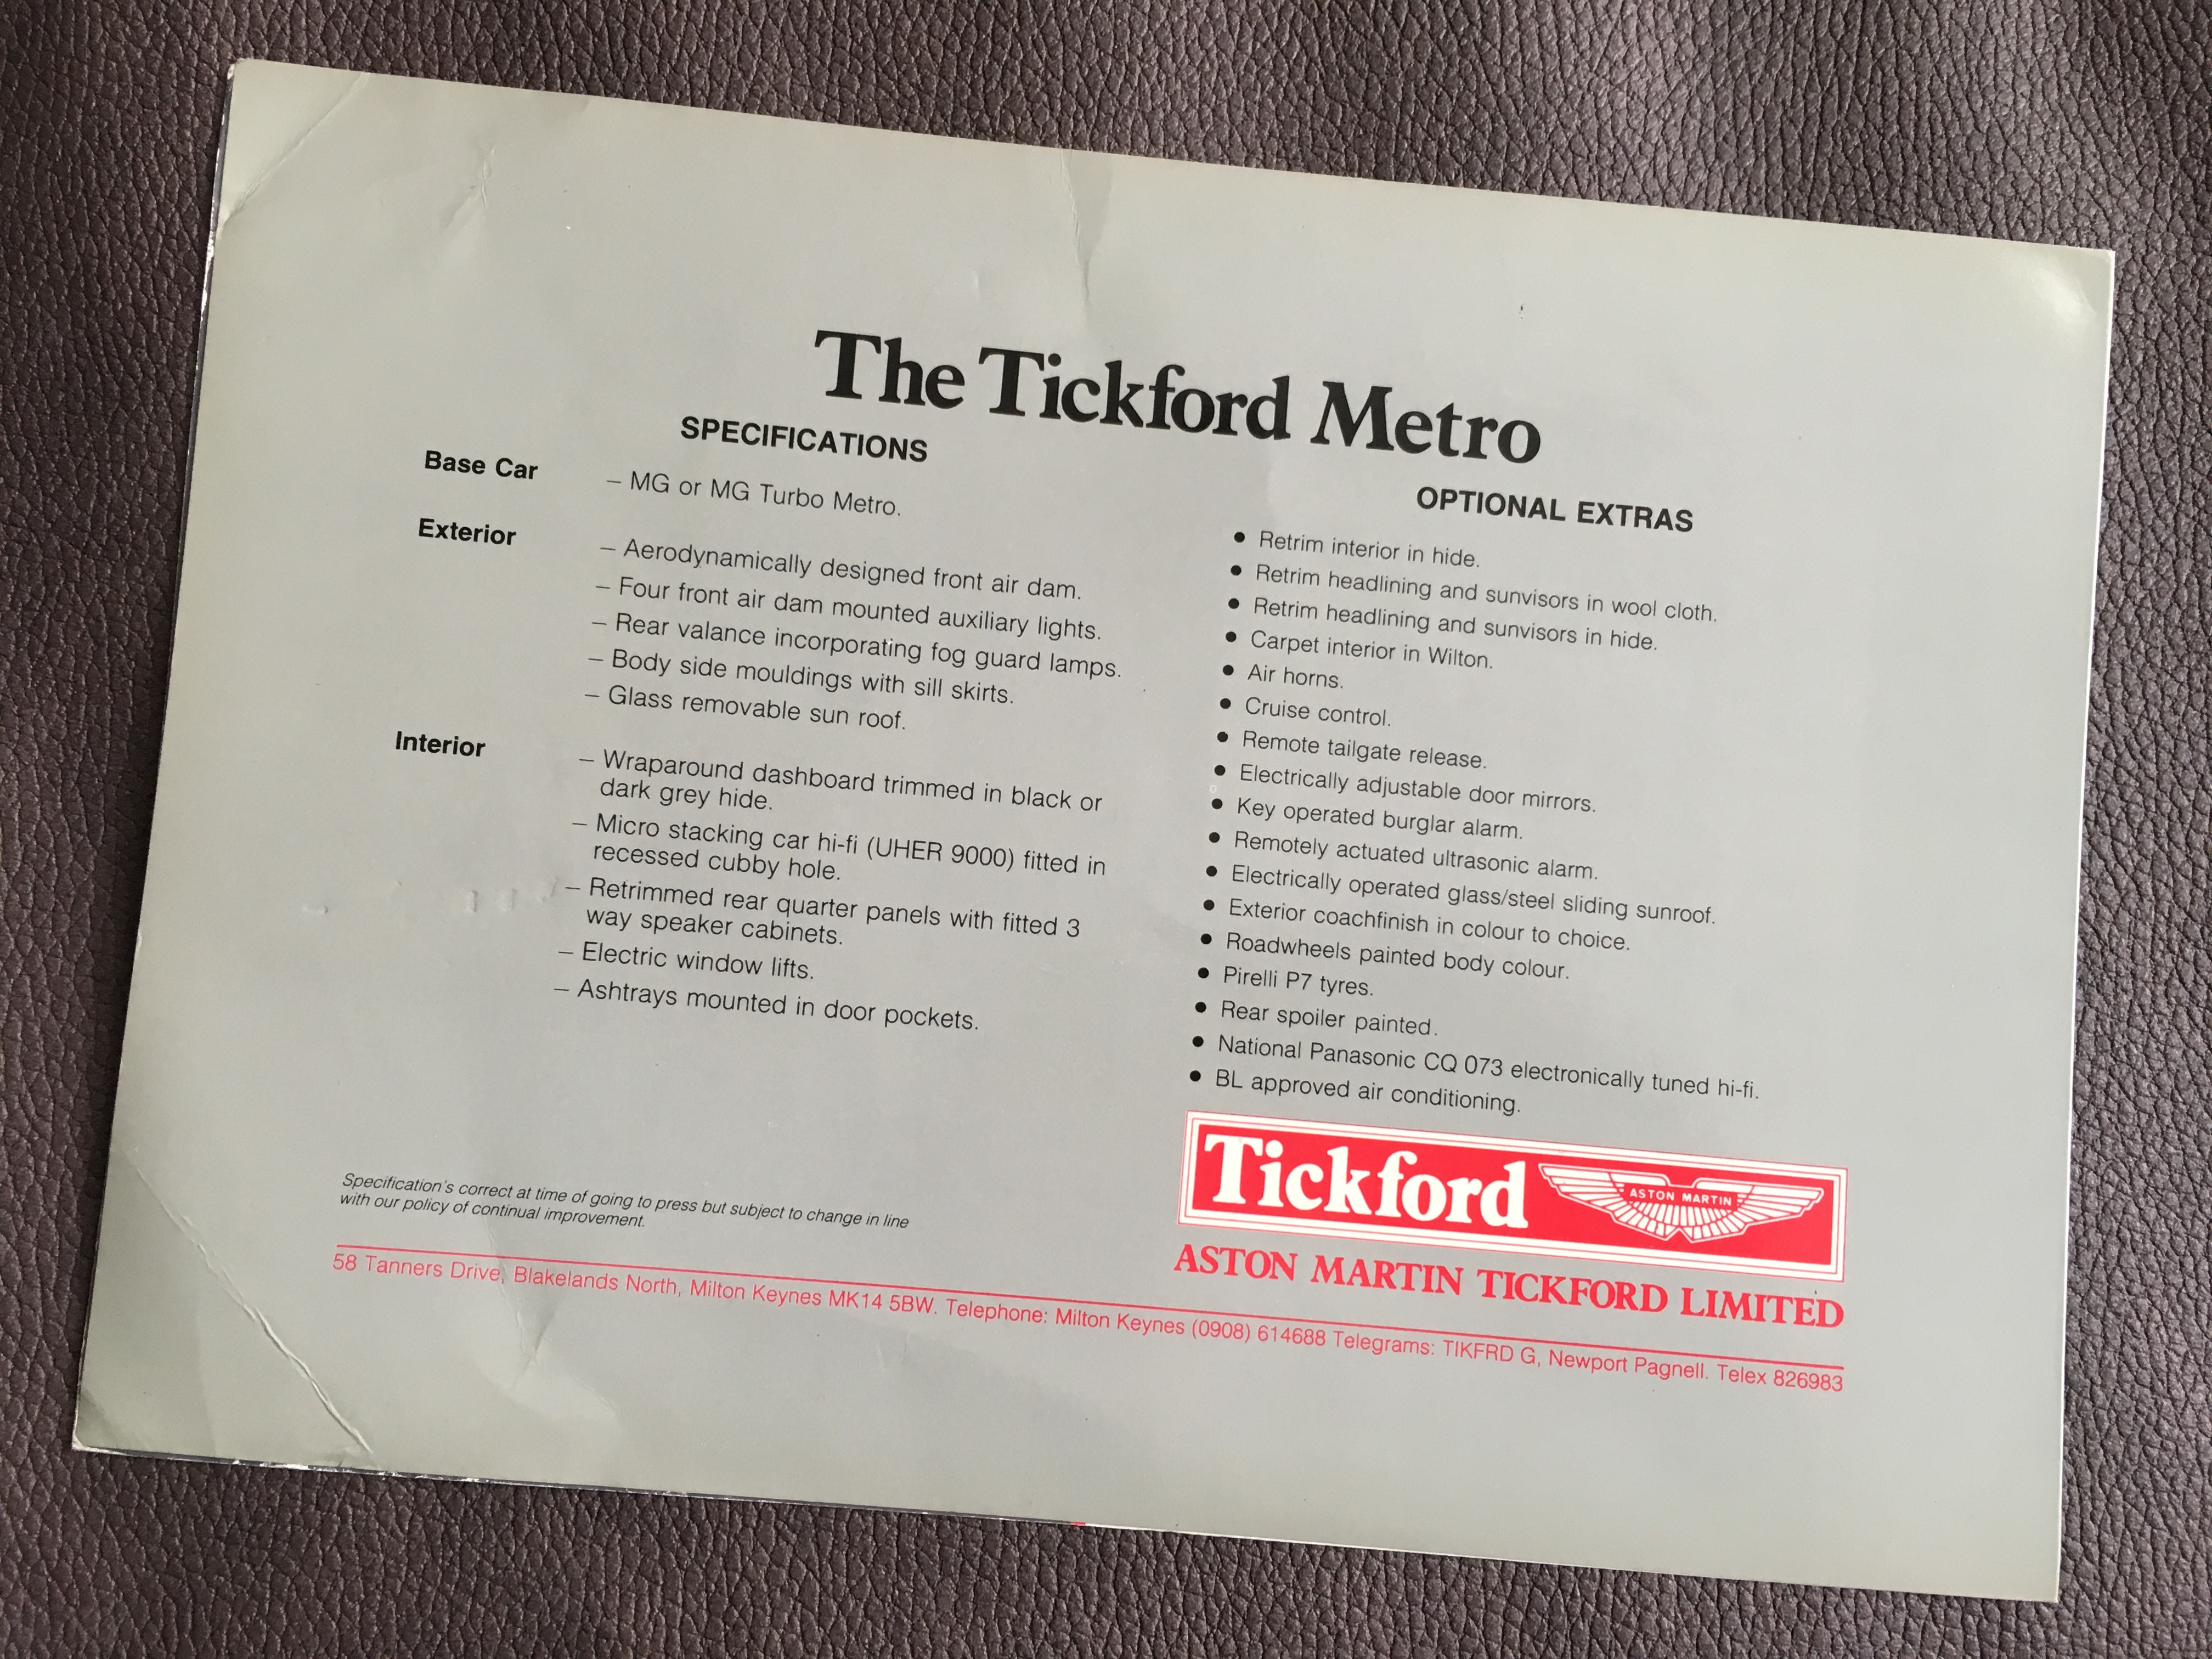 The Tickford Metro
SPECIFICATIONS
Base Car
– MG or MG Turbo Metro.
Exterior
– Aerodynamically designed front air dam.
– Four front air dam mounted auxiliary lights.
– Rear valance incorporating fog guard lamps.
– Body side mouldings with sill skirts.
– Glass removable sun roof.
Interior
– Wraparound dashboard trimmed in black or
dark grey hide.
– Micro stacking car hi-fi (UHER 9000) fitted in
recessed cubby hole.
– Retrimmed rear quarter panels with fitted 3
way speaker cabinets.
– Electric window lifts.
– Ashtrays mounted in door pockets.
OPTIONAL EXTRAS
● Retrim interior in hide.
● Retrim headlining and sunvisors in wool cloth.
● Retrim headlining and sunvisors in hide.
● Carpet interior in Wilton.
● Air horns.
● Cruise control.
● Remote tailgate release.
● Electrically adjustable door mirrors.
● Key operated burglar alarm.
● Remotely actuated ultrasonic alarm.
● Electrically operated glass/steel sliding sunroof.
● Exterior coachfinish in colour to choice.
● Roadwheels painted body colour.
● Pirelli P7 tyres.
● Rear spoiler painted.
● National Panasonic CQ 073 electronically tuned hi-fi.
● BL approved air conditioning.
Specification's correct at time of going to press but subject to change in line
with our policy of continual improvement.
Tickford
ASTON MARTIN
ASTON MARTIN TICKFORD LIMITED
58 Tanners Drive, Blakelands North, Milton Keynes MK14 5BW. Telephone: Milton Keynes (0908) 614688 Telegrams: TIKFRD G, Newport Pagnell. Telex 826983